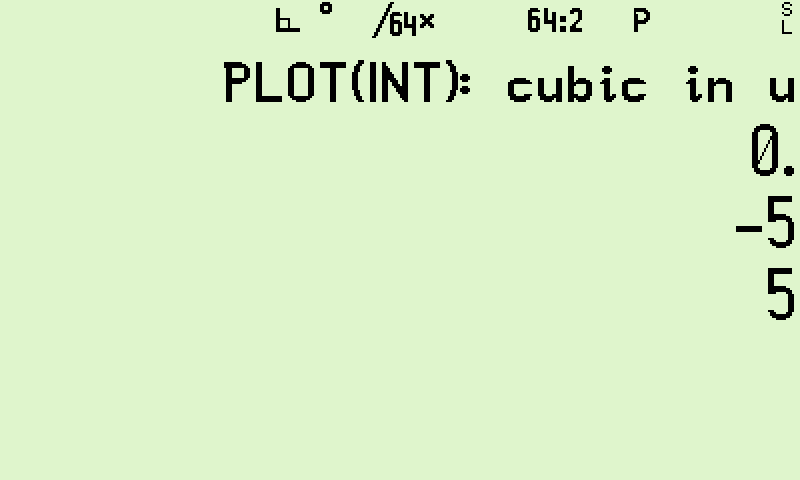 ∟ ° /64× 64:2 P S L
PLOT(INT): cubic in u
0.
-5
5